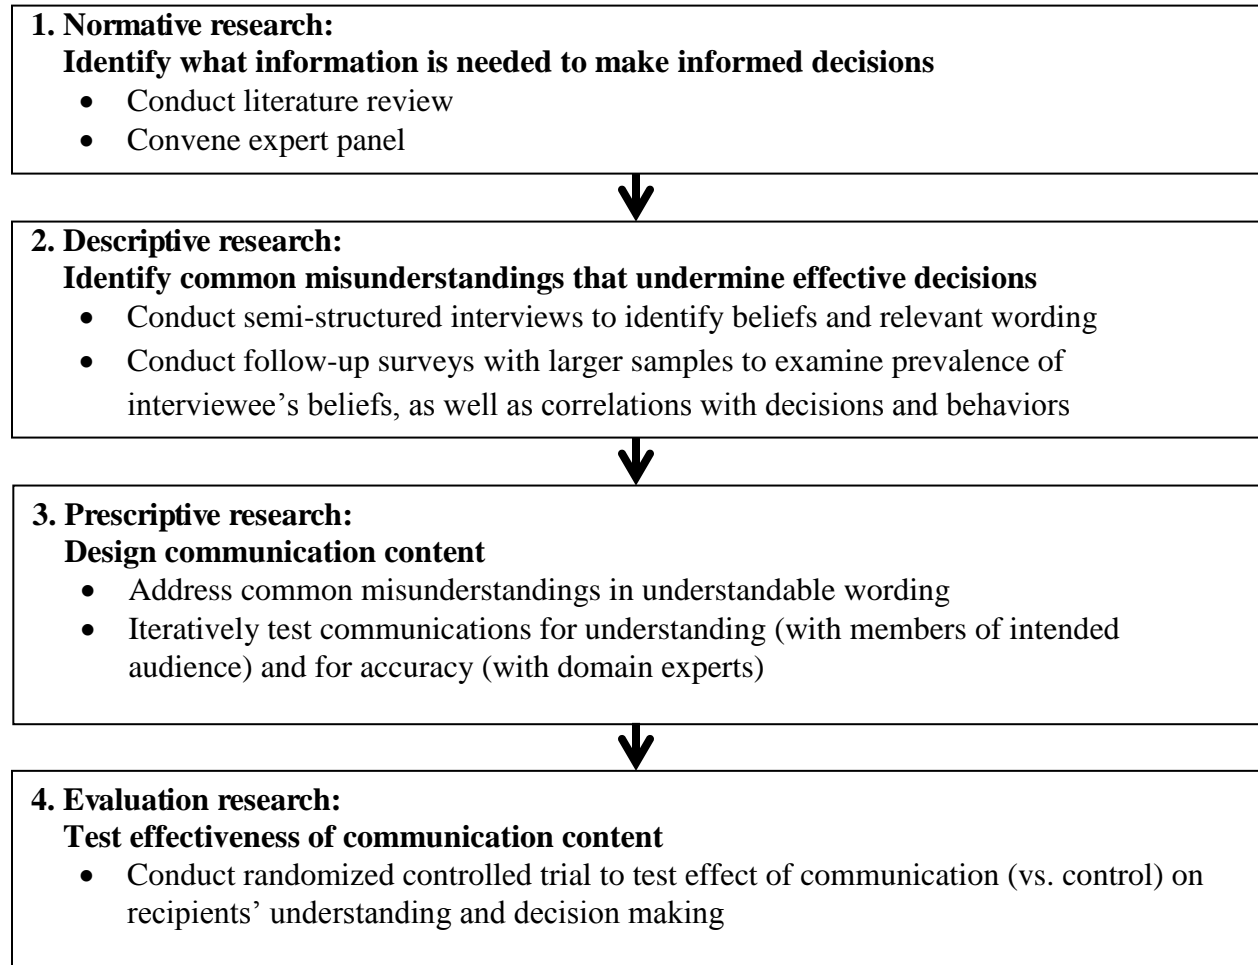 1. Normative research:
Identify what information is needed to make informed decisions
• Conduct literature review
• Convene expert panel
2. Descriptive research:
Identify common misunderstandings that undermine effective decisions
• Conduct semi-structured interviews to identify beliefs and relevant wording
• Conduct follow-up surveys with larger samples to examine prevalence of
interviewee’s beliefs, as well as correlations with decisions and behaviors
3. Prescriptive research:
Design communication content
• Address common misunderstandings in understandable wording
• Iteratively test communications for understanding (with members of intended
audience) and for accuracy (with domain experts)
4. Evaluation research:
Test effectiveness of communication content
• Conduct randomized controlled trial to test effect of communication (vs. control) on
recipients’ understanding and decision making